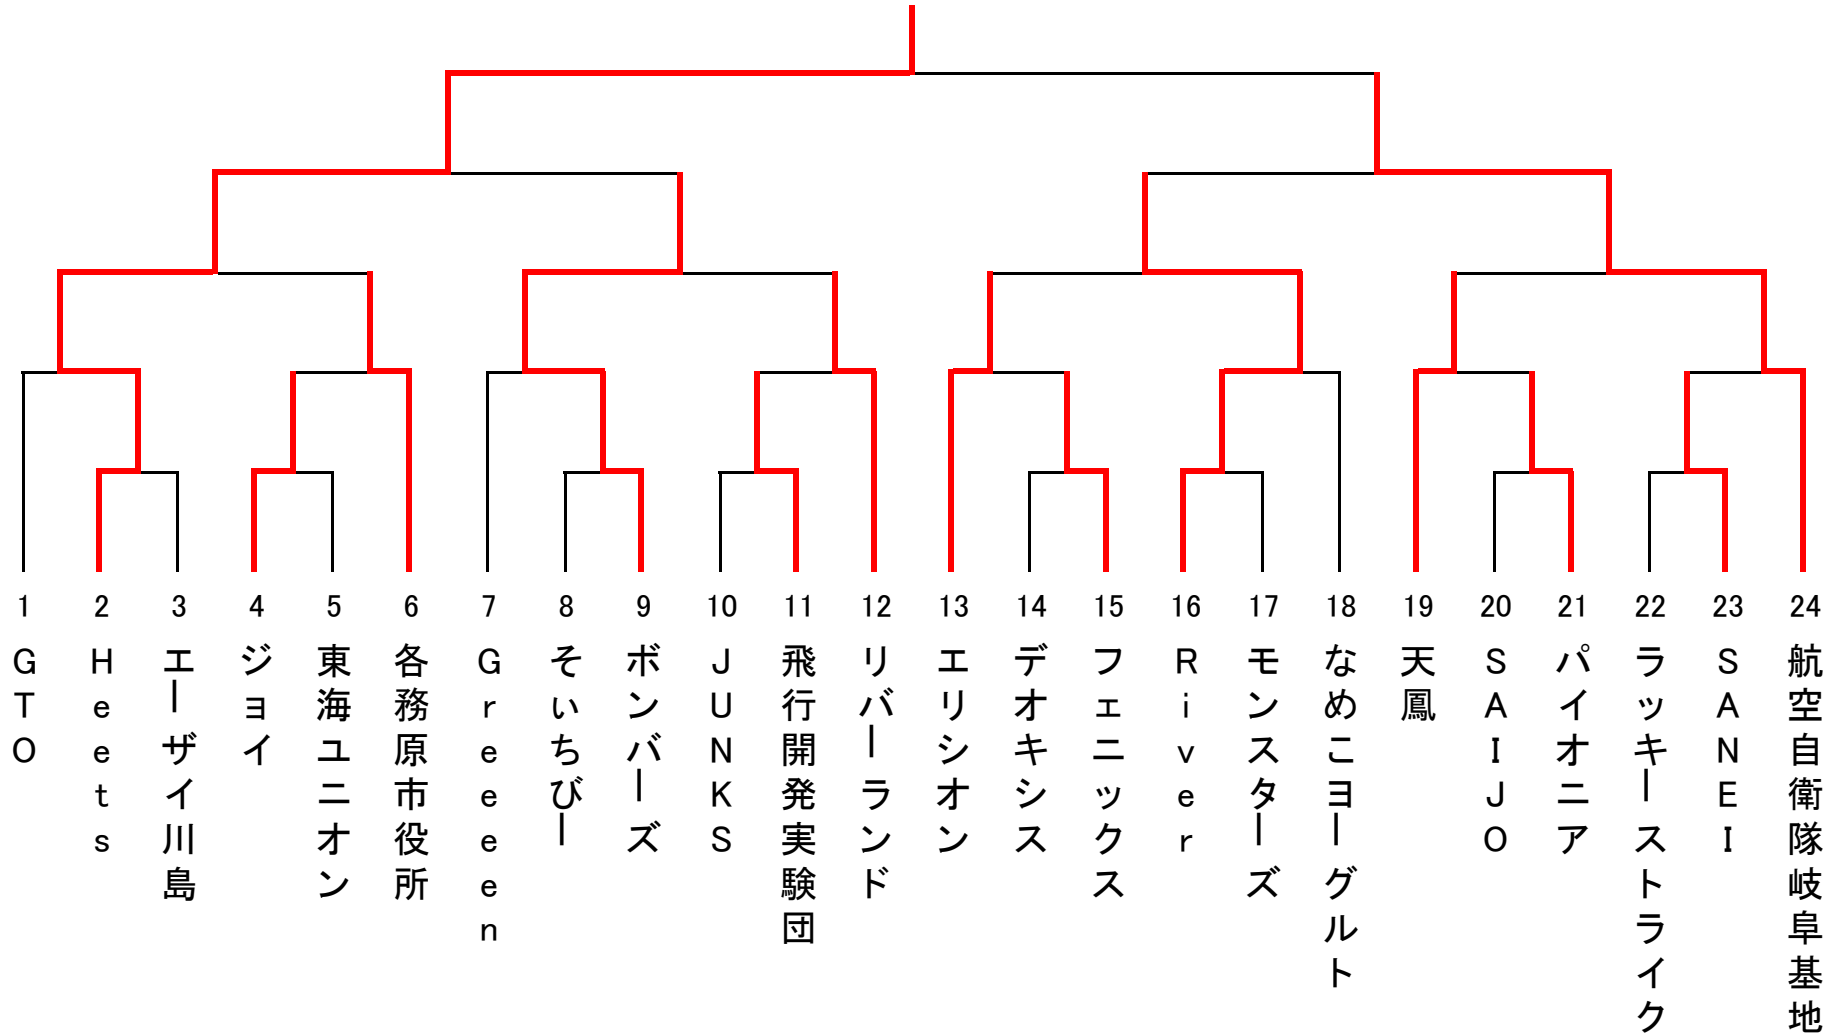 1 2 3 4 5 6 7 8 9 10 11 12 13 14 15 16 17 18 19 20 21 22 23 24
GTO
Heets
エーザイ川島
ジョイ
東海ユニオン
各務原市役所
Greeeen
そぃちびー
ボンバーズ
JUNKS
飛行開発実験団
リバーランド
エリシオン
デオキシス
フェニックス
River
モンスターズ
なめこヨーグルト
天鳳
SAIJO
パイオニア
ラッキーストライク
SANEI
航空自衛隊岐阜基地